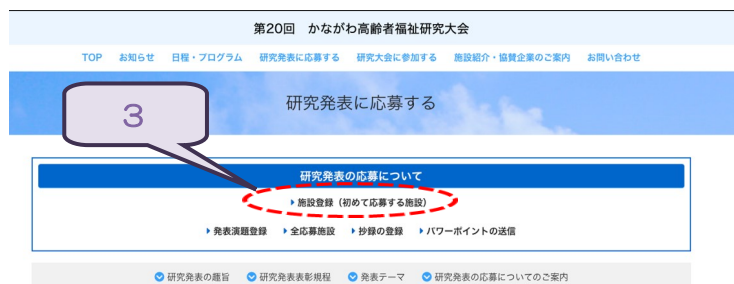 第20回 かながわ高齢者福祉研究大会
TOP お知らせ 日程・プログラム 研究発表に応募する 研究大会に参加する 施設紹介・協賛企業のご案内 お問い合わせ
研究発表に応募する
3
研究発表の応募について
施設登録（初めて応募する施設）
発表演題登録 全応募施設 抄録の登録 パワーポイントの送信
研究発表の趣旨 研究発表表彰規程 発表テーマ 研究発表の応募についてのご案内